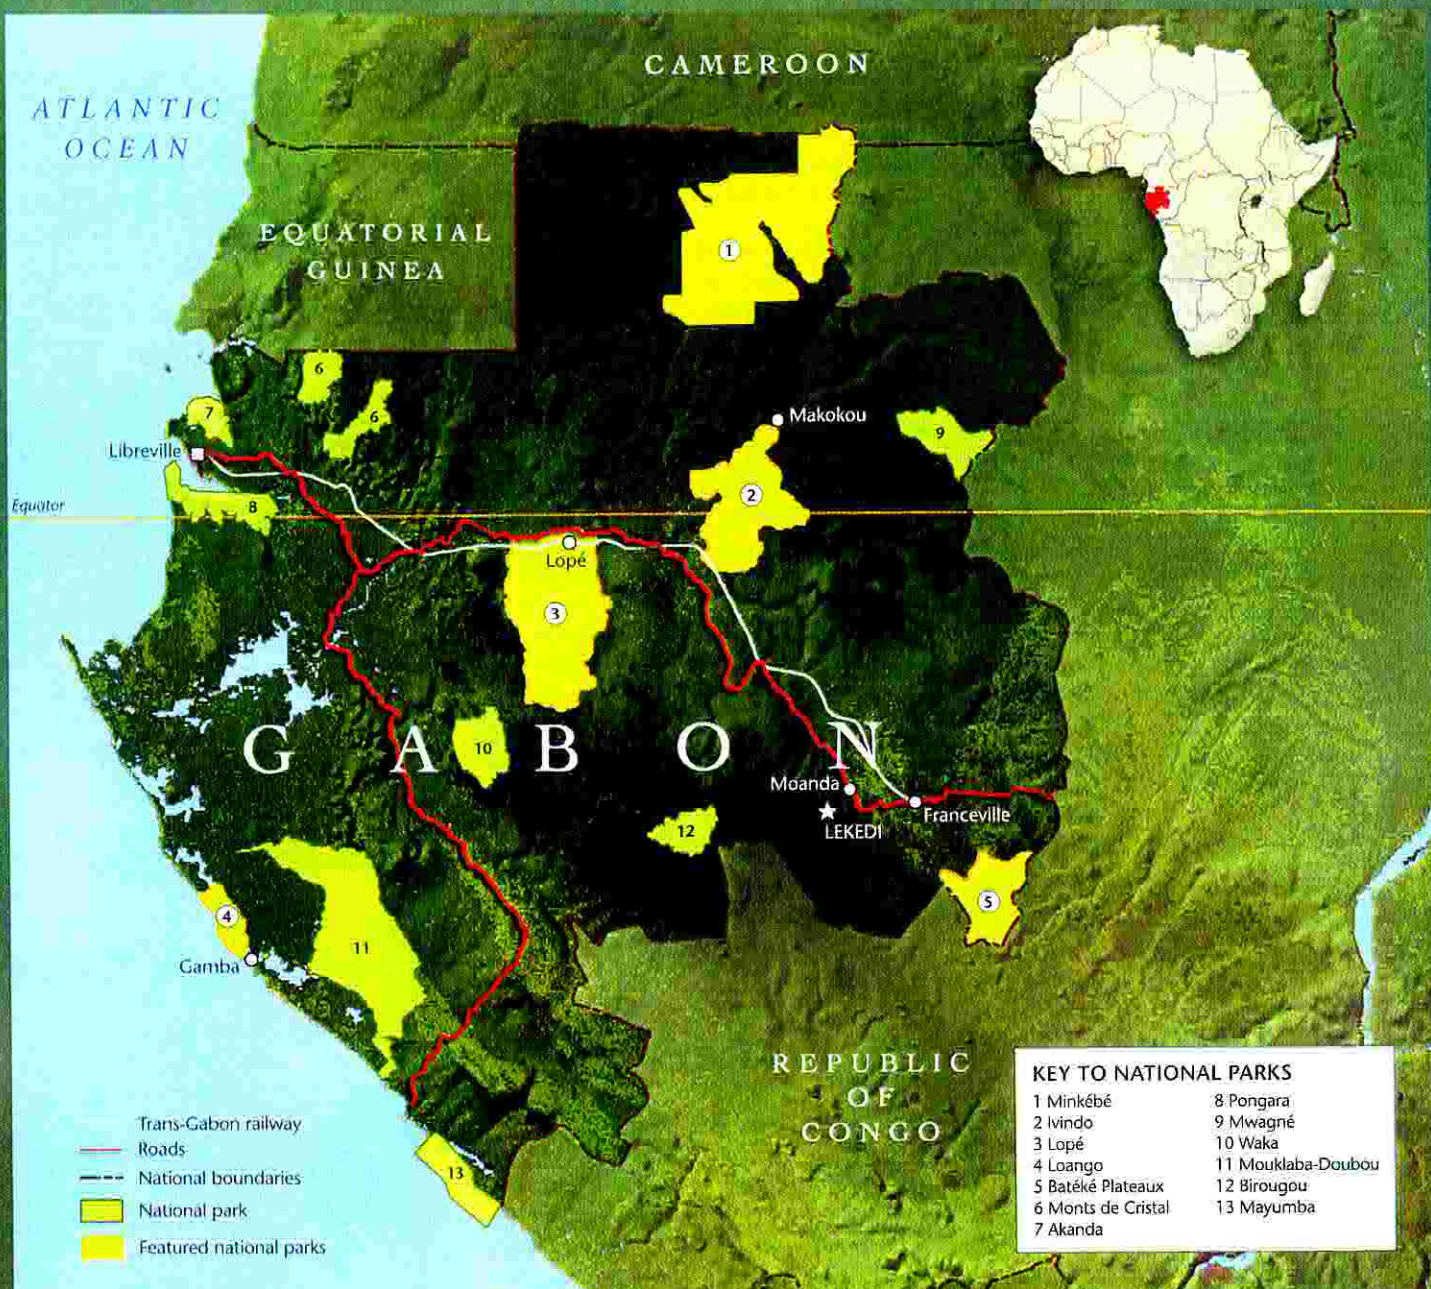 CAMEROON
ATLANTIC
OCEAN
EQUATORIAL
GUINEA
1
6
6
7
Makokou
9
Libreville
2
Equator
8
Lopé
3
G A B O N
10
Moanda
LEKEDI
Franceville
12
5
4
11
Gamba
REPUBLIC
OF
CONGO
13
Trans-Gabon railway
Roads
National boundaries
National park
Featured national parks
KEY TO NATIONAL PARKS
1 Minkébé
2 Ivindo
3 Lopé
4 Loango
5 Batéké Plateaux
6 Monts de Cristal
7 Akanda
8 Pongara
9 Mwagné
10 Waka
11 Mouklaba-Doubou
12 Birougou
13 Mayumba